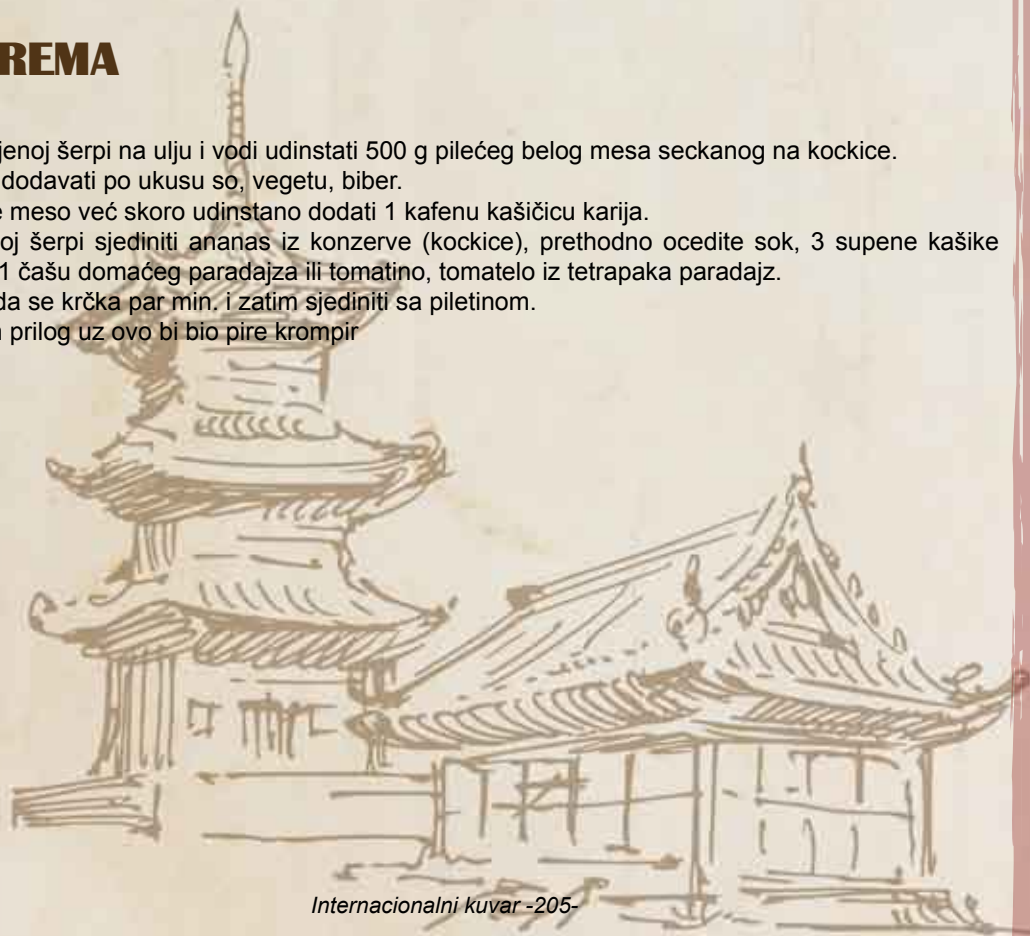 REMA
jenoj šerpi na ulju i vodi udinstati 500 g pilećeg belog mesa seckanog na kockice.
dodavati po ukusu so, vegetu, biber.
e meso već skoro udinstano dodati 1 kafenu kašičicu karija.
oj šerpi sjediniti ananas iz konzerve (kockice), prethodno ocedite sok, 3 supene kašike
1 čašu domaćeg paradajza ili tomatino, tomatelo iz tetrapaka paradajz.
da se krčka par min. i zatim sjediniti sa piletinom.
prilog uz ovo bi bio pire krompir
Internacionalni kuvar -205-